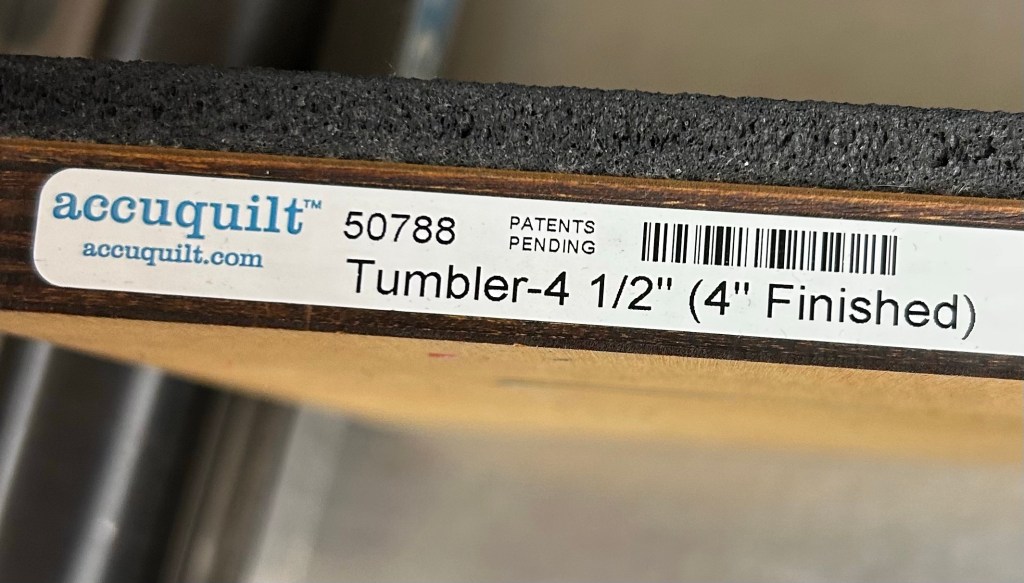 accuquilt™ 50788 PATENTS
accuquilt.com PENDING
Tumbler-4 1/2" (4" Finished)